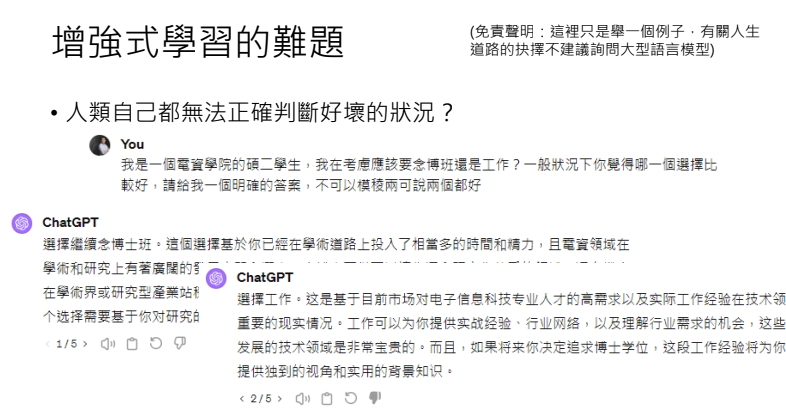 增強式學習的難題
(免責聲明：這裡只是舉一個例子，有關人生
道路的抉擇不建議詢問大型語言模型)
• 人類自己都無法正確判斷好壞的狀況？
You
我是一個電資學院的碩二學生，我在考慮應該要念博班還是工作？一般狀況下你覺得哪一個選擇比
較好，請給我一個明確的答案，不可以模稜兩可說兩個都好
ChatGPT
選擇繼續念博士班。這個選擇基於你已經在學術道路上投入了相當多的時間和精力，且電資領域在
學術和研究上有著廣闊的
在學術界或研究型產業站
个选择需要基于你对研究的
< 1/5 >
ChatGPT
選擇工作。这是基于目前市场对电子信息科技专业人才的高需求以及实际工作经验在技术领
重要的现实情况。工作可以为你提供实战经验、行业网络，以及理解行业需求的机会，这些
发展的技术领域是非常宝贵的。而且，如果将来你决定追求博士学位，这段工作经验将为你
提供独到的视角和实用的背景知识。
< 2/5 >